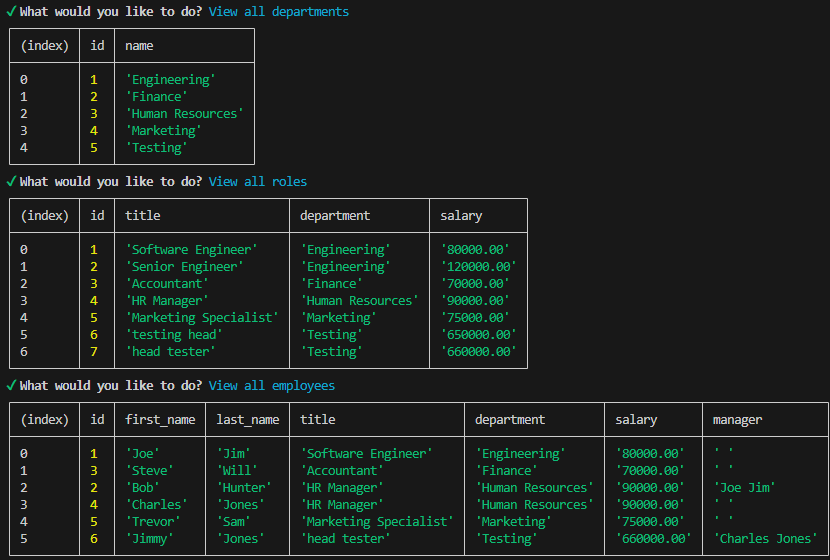 ✓What would you like to do? View all departments
(index) id name
0 1 'Engineering'
1 2 'Finance'
2 3 'Human Resources'
3 4 'Marketing'
4 5 'Testing'
✓What would you like to do? View all roles
(index) id title department salary
0 1 'Software Engineer' 'Engineering' '80000.00'
1 2 'Senior Engineer' 'Engineering' '120000.00'
2 3 'Accountant' 'Finance' '70000.00'
3 4 'HR Manager' 'Human Resources' '90000.00'
4 5 'Marketing Specialist' 'Marketing' '75000.00'
5 6 'testing head' 'Testing' '650000.00'
6 7 'head tester' 'Testing' '660000.00'
✓What would you like to do? View all employees
(index) id first_name last_name title department salary manager
0 1 'Joe' 'Jim' 'Software Engineer' 'Engineering' '80000.00' ' '
1 3 'Steve' 'Will' 'Accountant' 'Finance' '70000.00' ' '
2 2 'Bob' 'Hunter' 'HR Manager' 'Human Resources' '90000.00' 'Joe Jim'
3 4 'Charles' 'Jones' 'HR Manager' 'Human Resources' '90000.00' ' '
4 5 'Trevor' 'Sam' 'Marketing Specialist' 'Marketing' '75000.00' ' '
5 6 'Jimmy' 'Jones' 'head tester' 'Testing' '660000.00' 'Charles Jones'